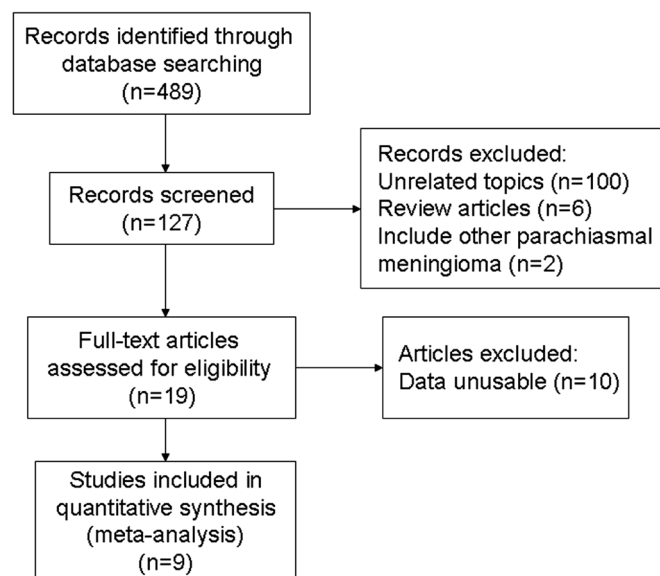 Records identified through
database searching
(n=489)
Records screened
(n=127)
Records excluded:
Unrelated topics (n=100)
Review articles (n=6)
Include other parachiasmal
meningioma (n=2)
Full-text articles
assessed for eligibility
(n=19)
Articles excluded:
Data unusable (n=10)
Studies included in
quantitative synthesis
(meta-analysis)
(n=9)